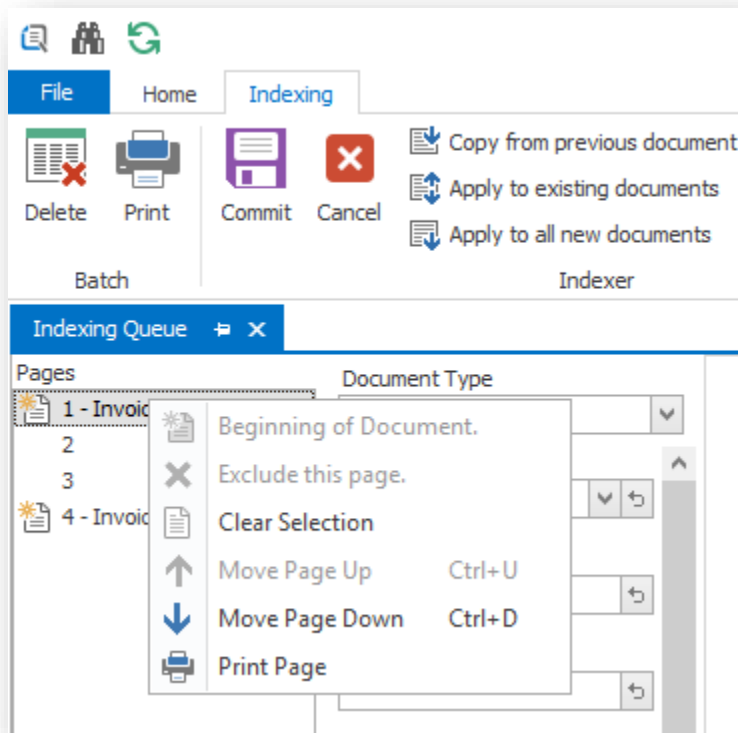 File Home Indexing
Copy from previous document
Apply to existing documents
Delete Print Commit Cancel
Apply to all new documents
Batch Indexer
Indexing Queue
Pages Document Type
1 - Invoic
Beginning of Document.
2
Exclude this page.
3
4 - Invoic
Clear Selection
Move Page Up Ctrl+U
Move Page Down Ctrl+D
Print Page